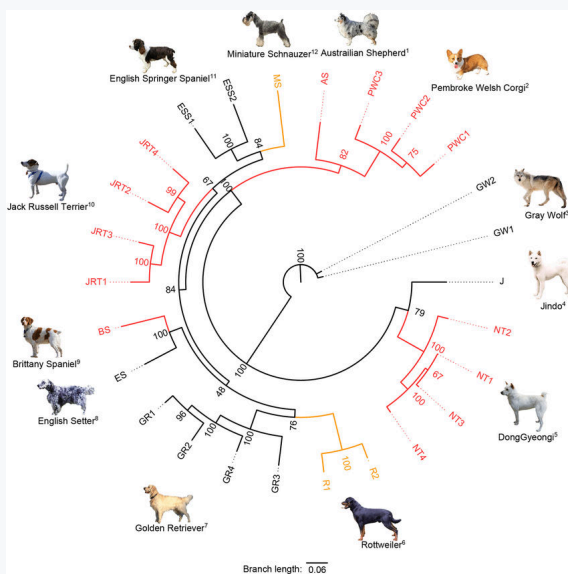 Miniature Schnauzer¹²
Austrailian Shepherd¹
English Springer Spaniel¹¹
Pembroke Welsh Corgi²
Jack Russell Terrier¹⁰
Gray Wolf³
Jindo⁴
Brittany Spaniel⁹
English Setter⁸
DongGyeongi⁵
Golden Retriever⁷
Rottweiler⁶
MS
AS
PWC3
PWC2
PWC1
GW2
GW1
J
NT2
NT1
NT3
NT4
R2
R1
GR3
GR4
GR2
GR1
ES
BS
JRT1
JRT3
JRT2
JRT4
ESS1
ESS2
100
84
82
100
75
67
100
99
100
100
84
100
79
100
67
100
100
48
96
100
100
76
100
100
Branch length: 0.06